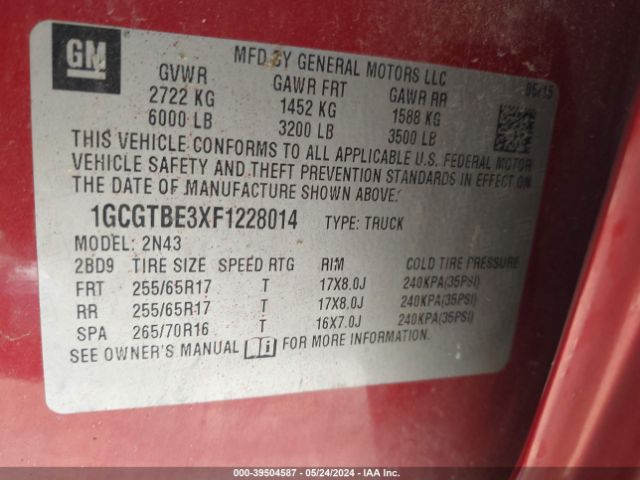 GM
MFD BY GENERAL MOTORS LLC
GVWR GAWR FRT GAWR RR 05/15
2722 KG 1452 KG 1588 KG
6000 LB 3200 LB 3500 LB
THIS VEHICLE CONFORMS TO ALL APPLICABLE U.S. FEDERAL MOTOR
VEHICLE SAFETY AND THEFT PREVENTION STANDARDS IN EFFECT ON
THE DATE OF MANUFACTURE SHOWN ABOVE.
1GCGTBE3XF1228014 TYPE: TRUCK
MODEL: 2N43
2BD9 TIRE SIZE SPEED RTG RIM COLD TIRE PRESSURE
FRT 255/65R17 T 17X8.0J 240KPA(35PSI)
RR 255/65R17 T 17X8.0J 240KPA(35PSI)
SPA 265/70R16 T 16X7.0J 240KPA(35PSI)
SEE OWNER'S MANUAL FOR MORE INFORMATION.
000-39504587 - 05/24/2024 - IAA Inc.